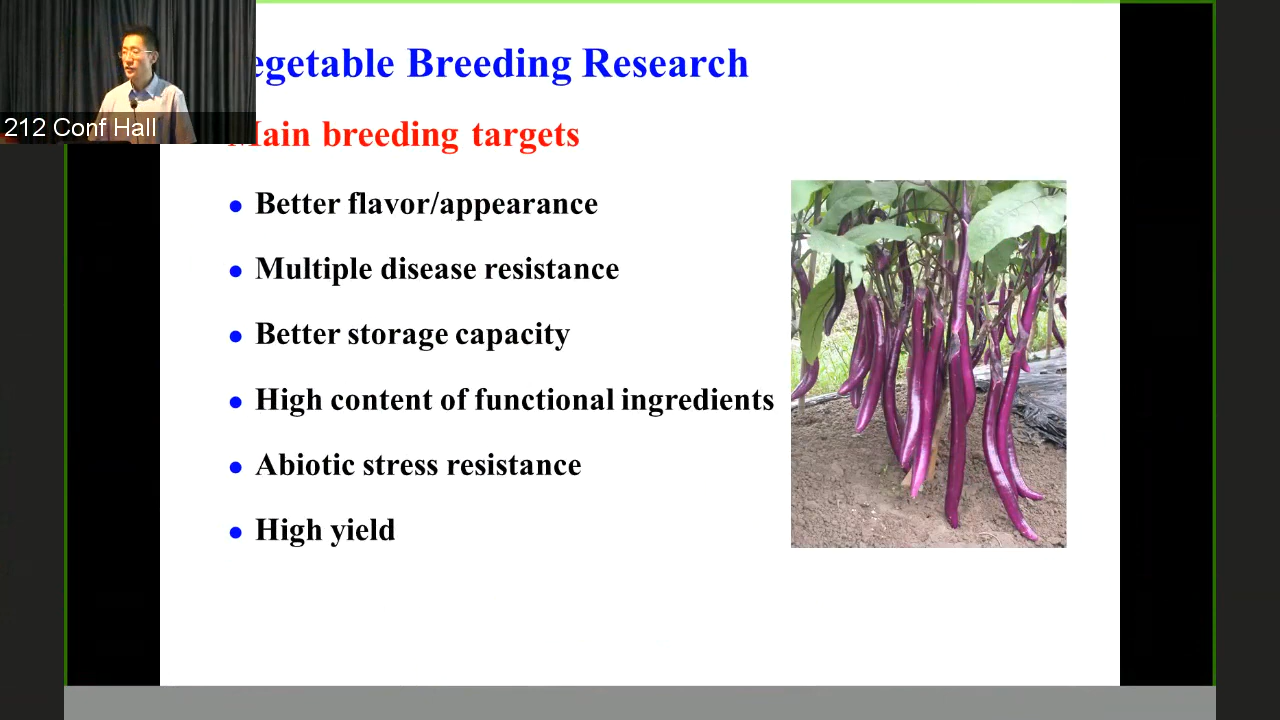 212 Conf Hall
egetable Breeding Research
ain breeding targets
• Better flavor/appearance
• Multiple disease resistance
• Better storage capacity
• High content of functional ingredients
• Abiotic stress resistance
• High yield